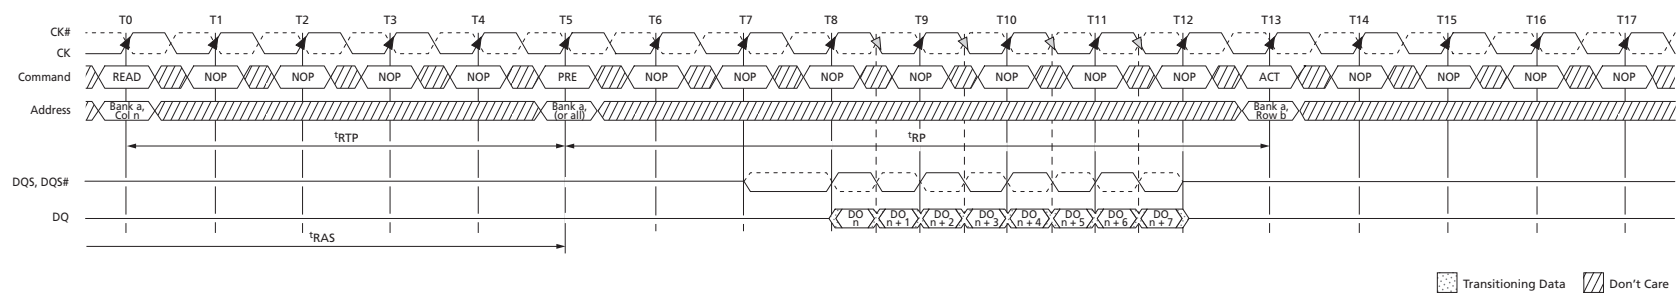 T0 T1 T2 T3 T4 T5 T6 T7 T8 T9 T10 T11 T12 T13 T14 T15 T16 T17
CK#
CK
Command READ NOP NOP NOP NOP PRE NOP NOP NOP NOP NOP NOP NOP ACT NOP NOP NOP NOP
Address Bank a, Col n Bank a, (or all) Bank a, Row b
tRTP tRP
DQS, DQS#
DQ DO n DO n + 1 DO n + 2 DO n + 3 DO n + 4 DO n + 5 DO n + 6 DO n + 7
tRAS
Transitioning Data Don't Care